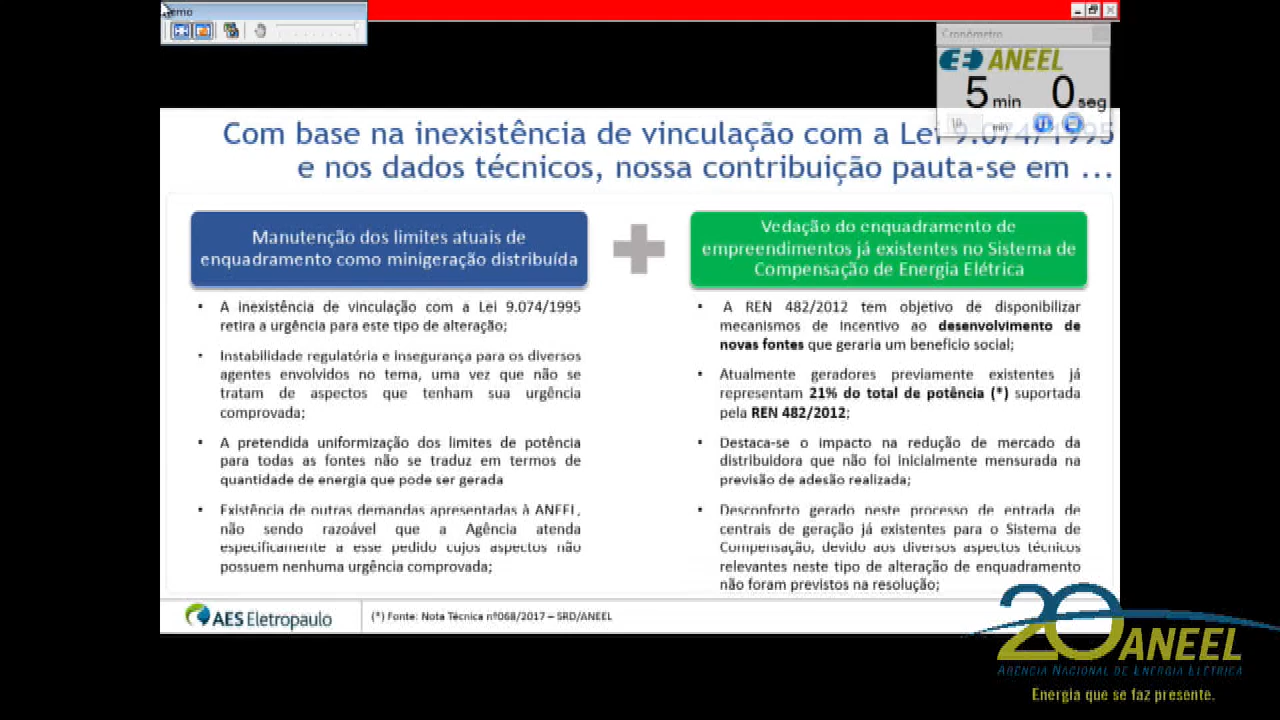 emo
Cronômetro
ANEEL
5 min 0 seg
min
Com base na inexistência de vinculação com a Lei 9.074/1995
e nos dados técnicos, nossa contribuição pauta-se em ...
Manutenção dos limites atuais de
enquadramento como minigeração distribuída
A inexistência de vinculação com a Lei 9.074/1995
retira a urgência para este tipo de alteração;
Instabilidade regulatória e insegurança para os diversos
agentes envolvidos no tema, uma vez que não se
tratam de aspectos que tenham sua urgência
comprovada;
A pretendida uniformização dos limites de potência
para todas as fontes não se traduz em termos de
quantidade de energia que pode ser gerada
Existência de outras demandas apresentadas à ANEEL,
não sendo razoável que a Agência atenda
especificamente a esse pedido cujos aspectos não
possuem nenhuma urgência comprovada;
Vedação do enquadramento de
empreendimentos já existentes no Sistema de
Compensação de Energia Elétrica
A REN 482/2012 tem objetivo de disponibilizar
mecanismos de incentivo ao desenvolvimento de
novas fontes que geraria um beneficio social;
Atualmente geradores previamente existentes já
representam 21% do total de potência (*) suportada
pela REN 482/2012;
Destaca-se o impacto na redução de mercado da
distribuidora que não foi inicialmente mensurada na
previsão de adesão realizada;
Desconforto gerado neste processo de entrada de
centrais de geração já existentes para o Sistema de
Compensação, devido aos diversos aspectos técnicos
relevantes neste tipo de alteração de enquadramento
não foram previstos na resolução;
AES Eletropaulo
(*) Fonte: Nota Técnica nº068/2017 – SRD/ANEEL
20 ANEEL
AGÊNCIA NACIONAL DE ENERGIA ELÉTRICA
Energia que se faz presente.